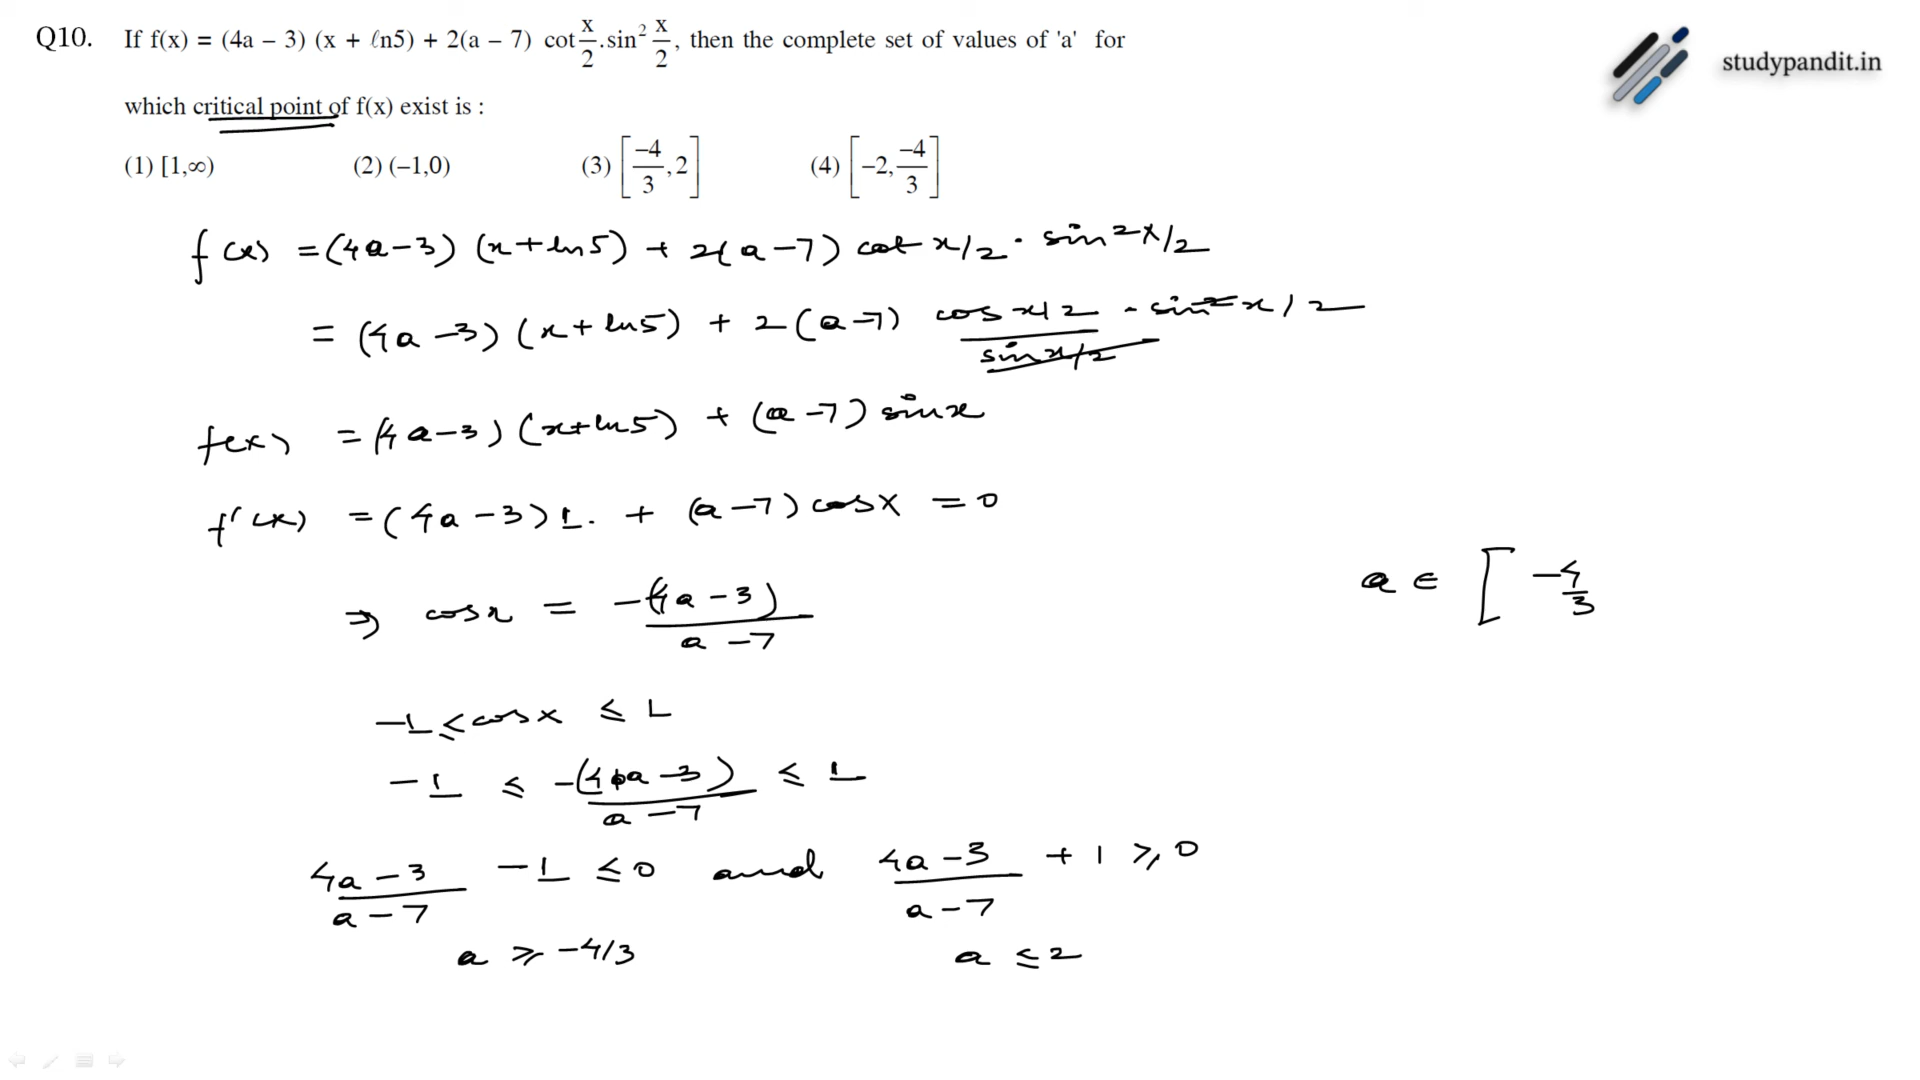 Q10. If f(x) = (4a – 3) (x + ℓn5) + 2(a – 7) cot x/2 . sin² x/2, then the complete set of values of 'a' for
studypandit.in
which critical point of f(x) exist is :
(1) [1,∞) (2) (–1,0) (3) [–4/3, 2] (4) [–2, –4/3]
f(x) = (4a-3) (x+ln5) + 2(a-7) cot x/2 . sin² x/2
= (4a-3) (x+ln5) + 2(a-7) cos x/2 / sin x/2 . sin² x/2
f(x) = (4a-3) (x+ln5) + (a-7) sinx
f'(x) = (4a-3) 1. + (a-7) cosx = 0
a ∈ [ -4/3
⇒ cosx = -(4a-3) / a-7
-1 ≤ cosx ≤ 1
-1 ≤ -(4a-3) / a-7 ≤ 1
4a-3 / a-7 -1 ≤ 0 and 4a-3 / a-7 + 1 ≥ 0
a ≥ -4/3 a ≤ 2